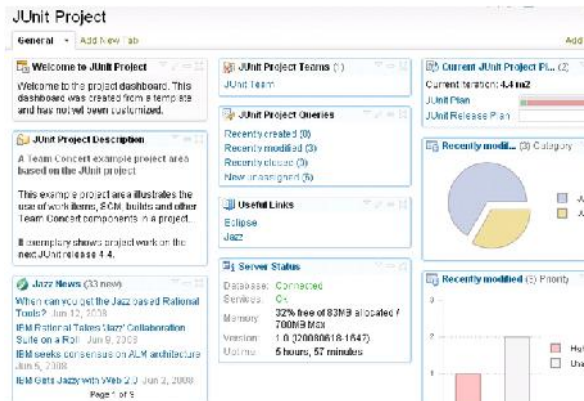 JUnit Project
General Add New Tab Add
Welcome to JUnit Project
Welcome to the project dashboard. This
dashboard was created from a template
and has not yet been customized.
JUnit Project Description
A Team Concert example project area
based on the JUnit project
This example project area illustrates the
use of work items, SCM, builds and other
Team Concert components in a project.
It exemplary shows project work on the
next JUnit release 4.4.
Jazz News (33 new)
When can you get the Jazz based Rational
Tools? Jun 12, 2008
IBM Rational Takes 'Jazz' Collaboration
Suite on a Roll Jun 9, 2008
IBM seeks consensus on ALM architecture
Jun 5, 2008
IBM Gets Jazzy with Web 2.0 Jun 2, 2008
Page 1 of 9
JUnit Project Teams (1)
JUnit Team
JUnit Project Queries
Recently created (0)
Recently modified (3)
Recently closed (3)
New unassigned (6)
Useful Links
Eclipse
Jazz
Server Status
Database: Connected
Services: Ok
Memory: 32% free of 83MB allocated /
700MB Max
Version: 1.0 (I20080618-1647)
Uptime: 5 hours, 57 minutes
Current JUnit Project Pl... (2)
Current iteration: 4.4 m2
JUnit Plan
JUnit Release Plan
Recently modif... (3) Category
JU
JU
Recently modified (3) Priority
3
2
1
High
Una